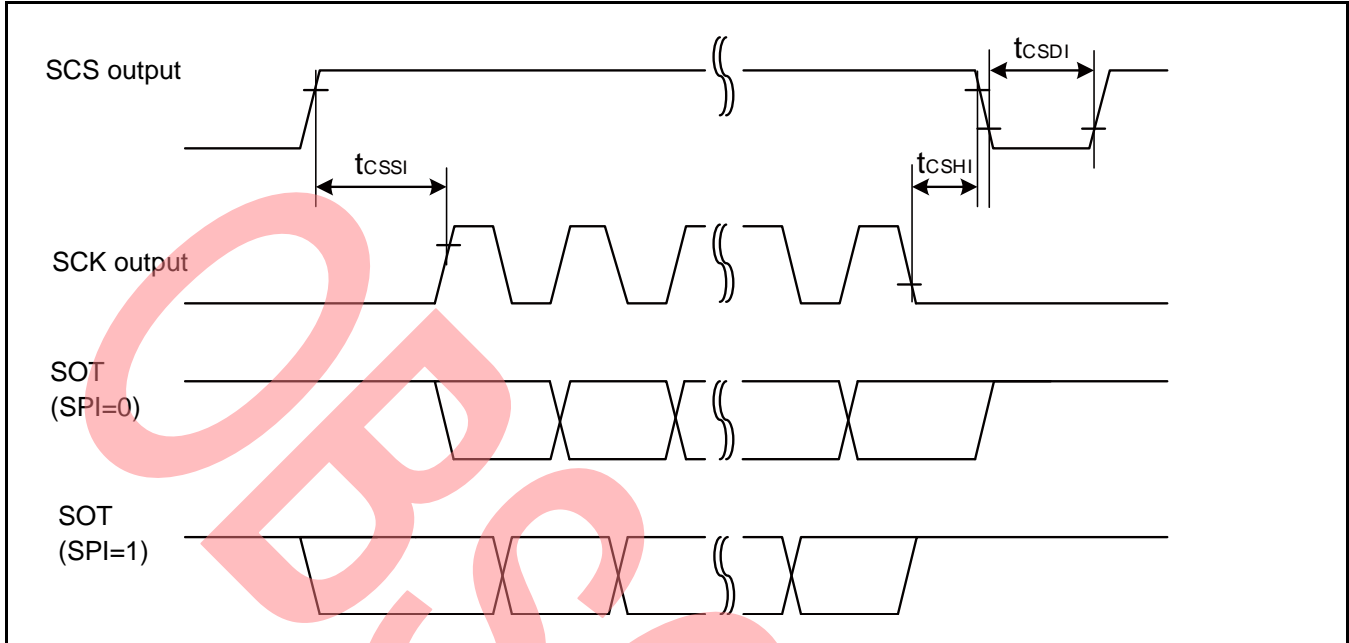 SCS output
tCSDI
tCSSI
tCSHI
SCK output
SOT
(SPI=0)
SOT
(SPI=1)